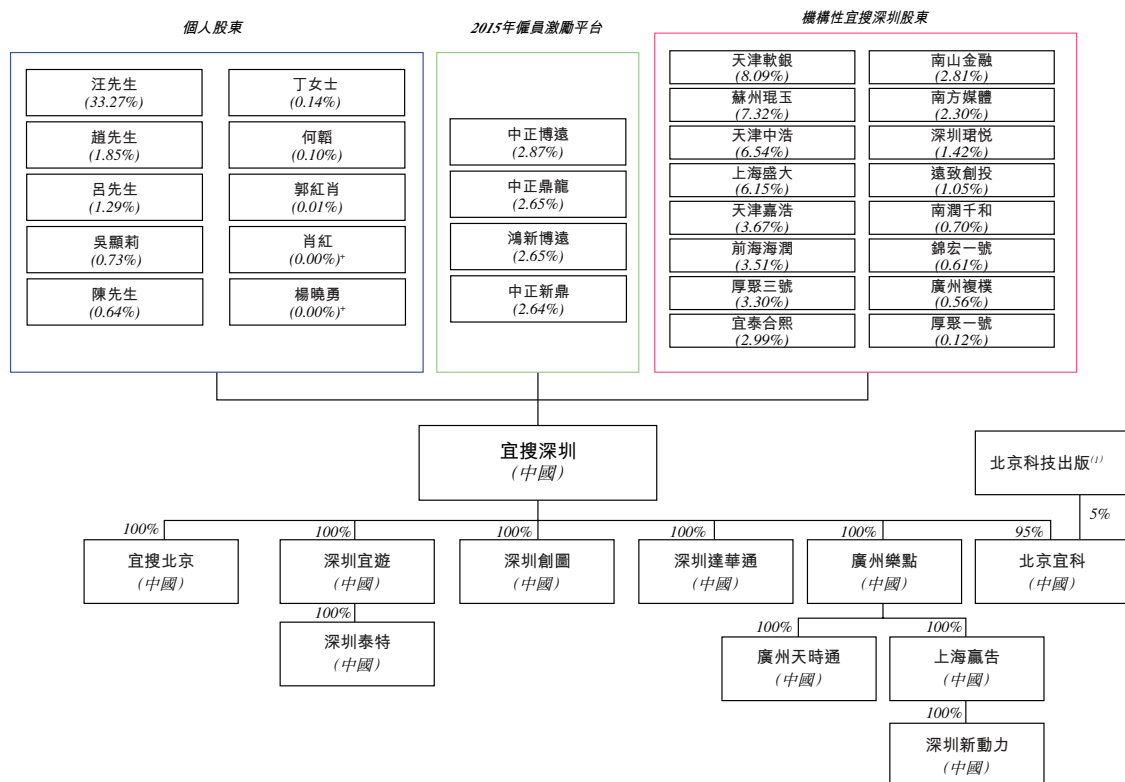 個人股東
2015年僱員激勵平台
機構性宜搜深圳股東
汪先生
(33.27%)
丁女士
(0.14%)
趙先生
(1.85%)
何韜
(0.10%)
呂先生
(1.29%)
郭紅肖
(0.01%)
吳顯莉
(0.73%)
肖紅
(0.00%)+
陳先生
(0.64%)
楊曉勇
(0.00%)+
中正博遠
(2.87%)
中正鼎龍
(2.65%)
鴻新博遠
(2.65%)
中正新鼎
(2.64%)
天津軟銀
(8.09%)
南山金融
(2.81%)
蘇州琨玉
(7.32%)
南方媒體
(2.30%)
天津中浩
(6.54%)
深圳珺悅
(1.42%)
上海盛大
(6.15%)
遠致創投
(1.05%)
天津嘉浩
(3.67%)
南潤千和
(0.70%)
前海海潤
(3.51%)
錦宏一號
(0.61%)
厚聚三號
(3.30%)
廣州複樸
(0.56%)
宜泰合熙
(2.99%)
厚聚一號
(0.12%)
宜搜深圳
(中國)
北京科技出版(1)
100%
100%
100%
100%
100%
95%
5%
宜搜北京
(中國)
深圳宜遊
(中國)
深圳創圖
(中國)
深圳達華通
(中國)
廣州樂點
(中國)
北京宜科
(中國)
100%
100%
100%
深圳泰特
(中國)
廣州天時通
(中國)
上海贏告
(中國)
100%
深圳新動力
(中國)